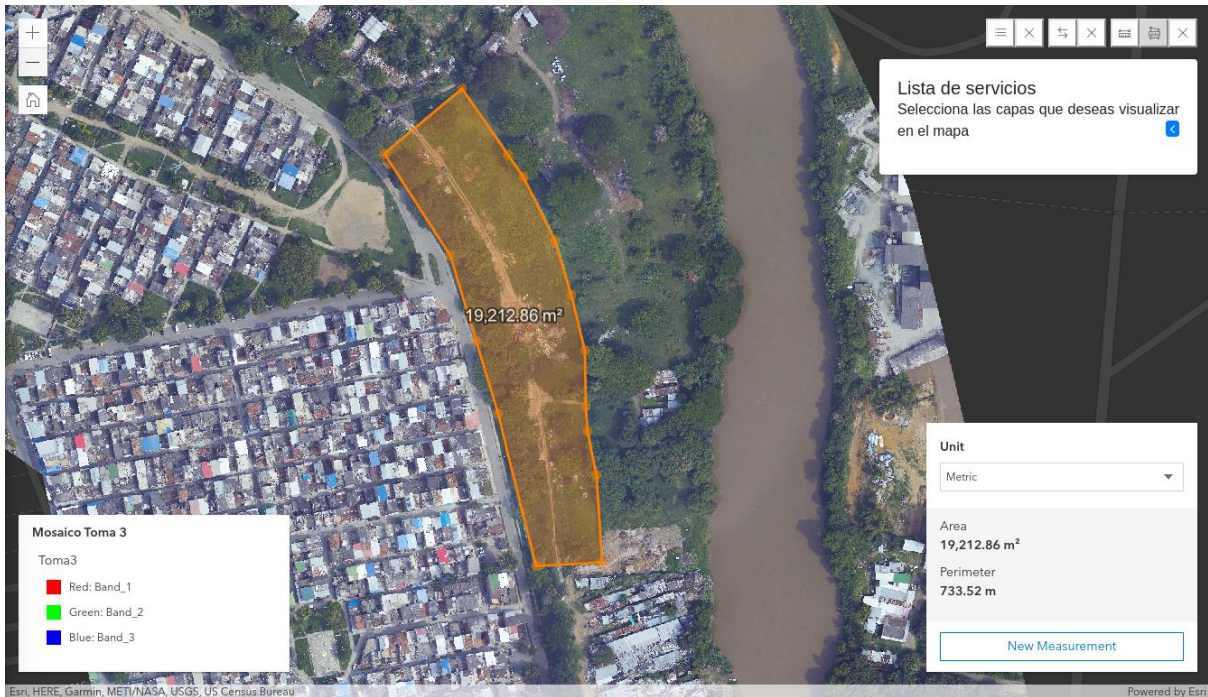 Lista de servicios
Selecciona las capas que deseas visualizar
en el mapa
19,212.86 m²
Unit
Metric
Area
19,212.86 m²
Perimeter
733.52 m
New Measurement
Mosaico Toma 3
Toma3
Red: Band_1
Green: Band_2
Blue: Band_3
Esri, HERE, Garmin, METI/NASA, USGS, US Census Bureau
Powered by Esri